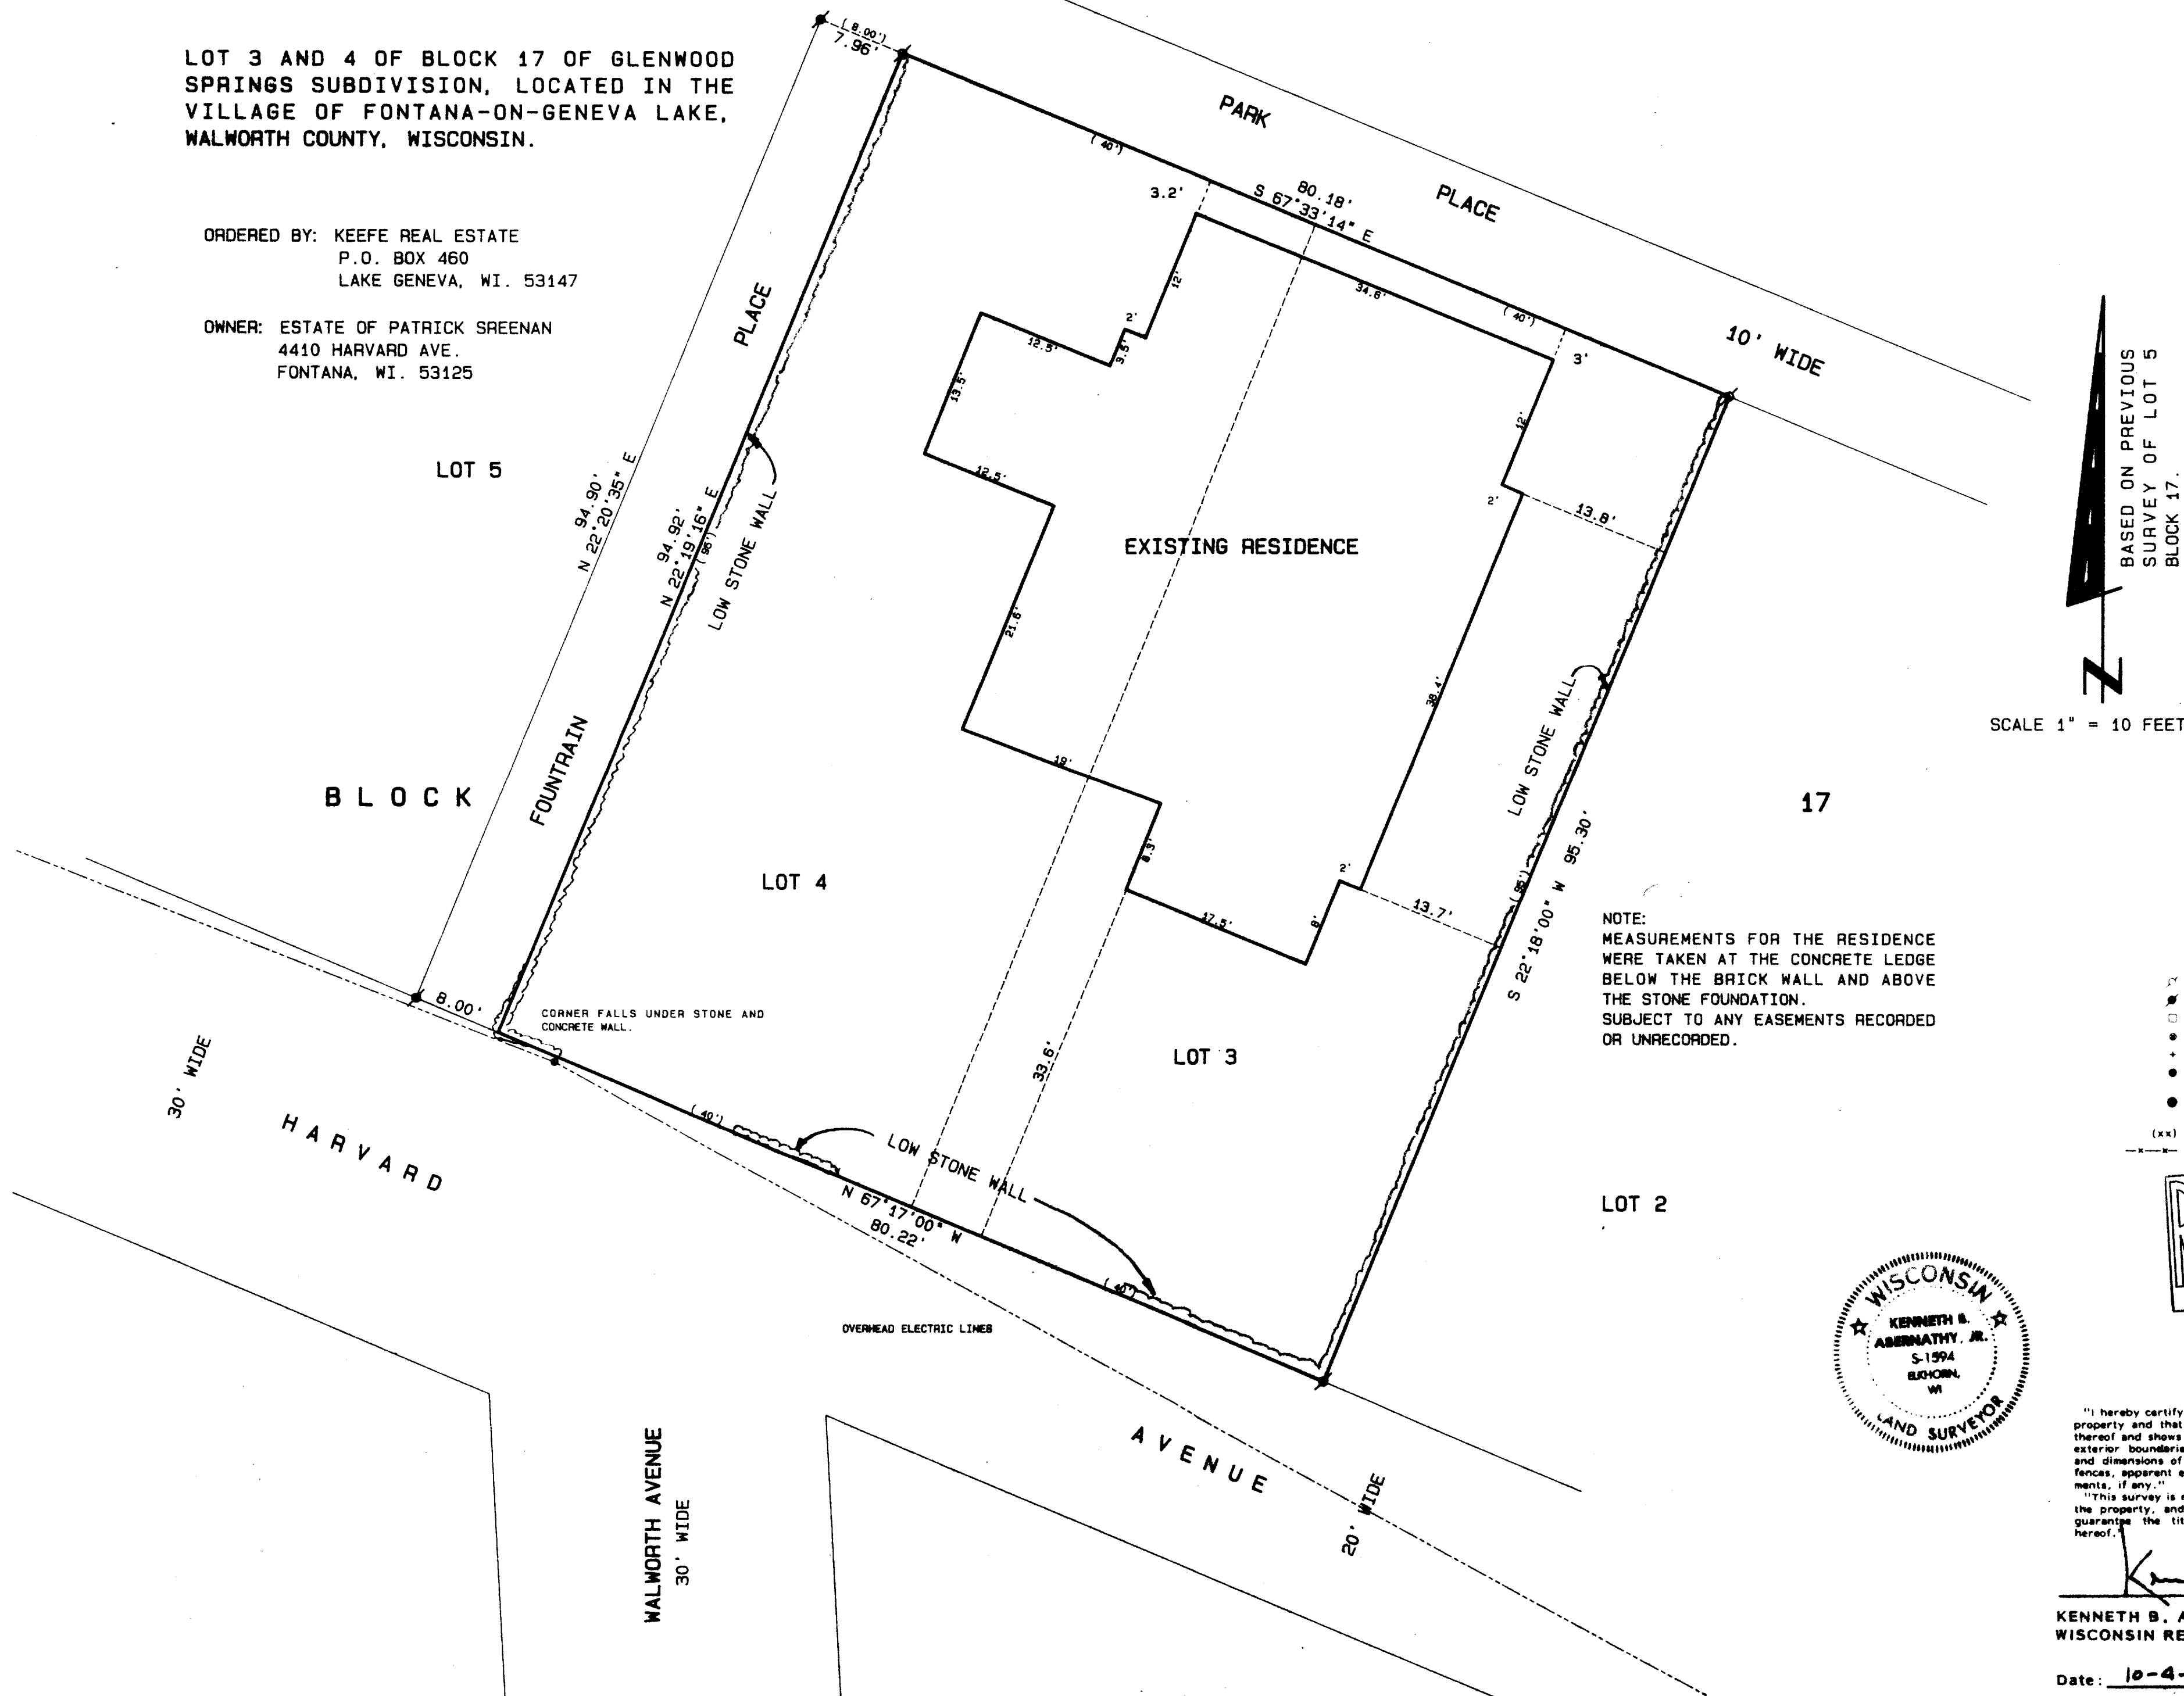 LOT 3 AND 4 OF BLOCK 17 OF GLENWOOD
SPRINGS SUBDIVISION, LOCATED IN THE
VILLAGE OF FONTANA-ON-GENEVA LAKE,
WALWORTH COUNTY, WISCONSIN.
ORDERED BY: KEEFE REAL ESTATE
P.O. BOX 460
LAKE GENEVA, WI. 53147
OWNER: ESTATE OF PATRICK SREENAN
4410 HARVARD AVE.
FONTANA, WI. 53125
(8.00')
7.96'
PARK
PLACE
10' WIDE
(40')
3.2'
80.18'
S 67°33'14" E
(40')
3'
34.6'
12'
2'
3.5'
12.5'
13.5'
12.5'
21.6'
19'
8.3'
17.5'
8'
2'
38.4'
2'
12'
13.8'
13.7'
EXISTING RESIDENCE
PLACE
FOUNTRAIN
LOT 5
94.90'
N 22°20'35" E
94.92'
N 22°19'16" E
(95')
LOW STONE WALL
LOW STONE WALL
S 22°18'00" W 95.30'
(95')
BLOCK
17
LOT 4
LOT 3
LOT 2
33.6'
8.00'
CORNER FALLS UNDER STONE AND
CONCRETE WALL.
30' WIDE
HARVARD
(40')
LOW STONE WALL
N 67°17'00" W
80.22'
(40')
OVERHEAD ELECTRIC LINES
AVENUE
20' WIDE
WALWORTH AVENUE
30' WIDE
BASED ON PREVIOUS
SURVEY OF LOT 5
BLOCK 17.
N
SCALE 1" = 10 FEET
NOTE:
MEASUREMENTS FOR THE RESIDENCE
WERE TAKEN AT THE CONCRETE LEDGE
BELOW THE BRICK WALL AND ABOVE
THE STONE FOUNDATION.
SUBJECT TO ANY EASEMENTS RECORDED
OR UNRECORDED.
(xx)
—x—x—
WISCONSIN
KENNETH B.
ABERNATHY, JR.
S-1594
ELKHORN,
WI
LAND SURVEYOR
"I hereby certify
property and that
thereof and shows
exterior boundarie
and dimensions of
fences, apparent e
ments, if any."
"This survey is
the property, and
guarantee the tit
hereof."
KENNETH B. A
WISCONSIN RE
Date: 10-4-